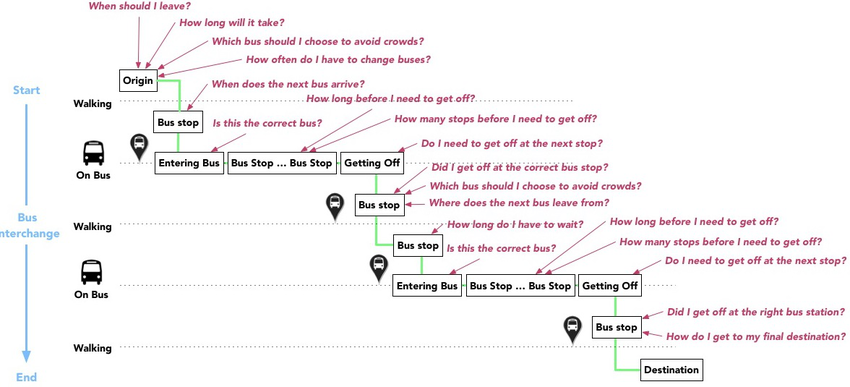 When should I leave?
How long will it take?
Which bus should I choose to avoid crowds?
How often do I have to change buses?
Origin
Start
When does the next bus arrive?
Walking
How long before I need to get off?
Bus stop
Is this the correct bus?
How many stops before I need to get off?
Do I need to get off at the next stop?
On Bus
Entering Bus
Bus Stop ... Bus Stop
Getting Off
Did I get off at the correct bus stop?
Which bus should I choose to avoid crowds?
Bus stop
Where does the next bus leave from?
Bus
nterchange
Walking
How long do I have to wait?
How long before I need to get off?
Bus stop
Is this the correct bus?
How many stops before I need to get off?
Do I need to get off at the next stop?
On Bus
Entering Bus
Bus Stop ... Bus Stop
Getting Off
Did I get off at the right bus station?
Bus stop
How do I get to my final destination?
Walking
Destination
End